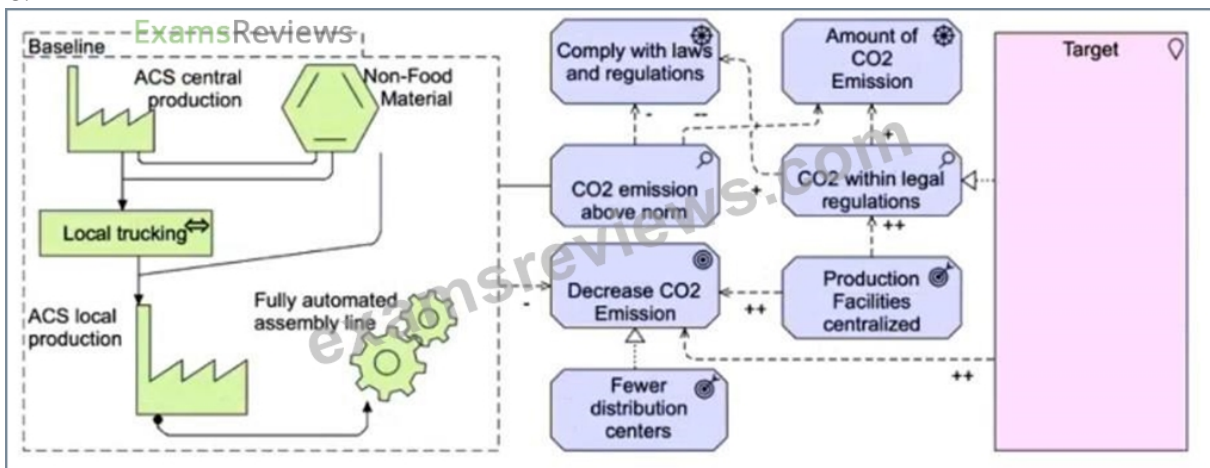 ExamsReviews
Baseline
ACS central
production
Non-Food
Material
Local trucking
ACS local
production
Fully automated
assembly line
Comply with laws
and regulations
Amount of
CO2
Emission
-
--
+
CO2 emission
above norm
+
CO2 within legal
regulations
++
-
Decrease CO2
Emission
++
Production
Facilities
centralized
++
Fewer
distribution
centers
Target
examsreviews.com